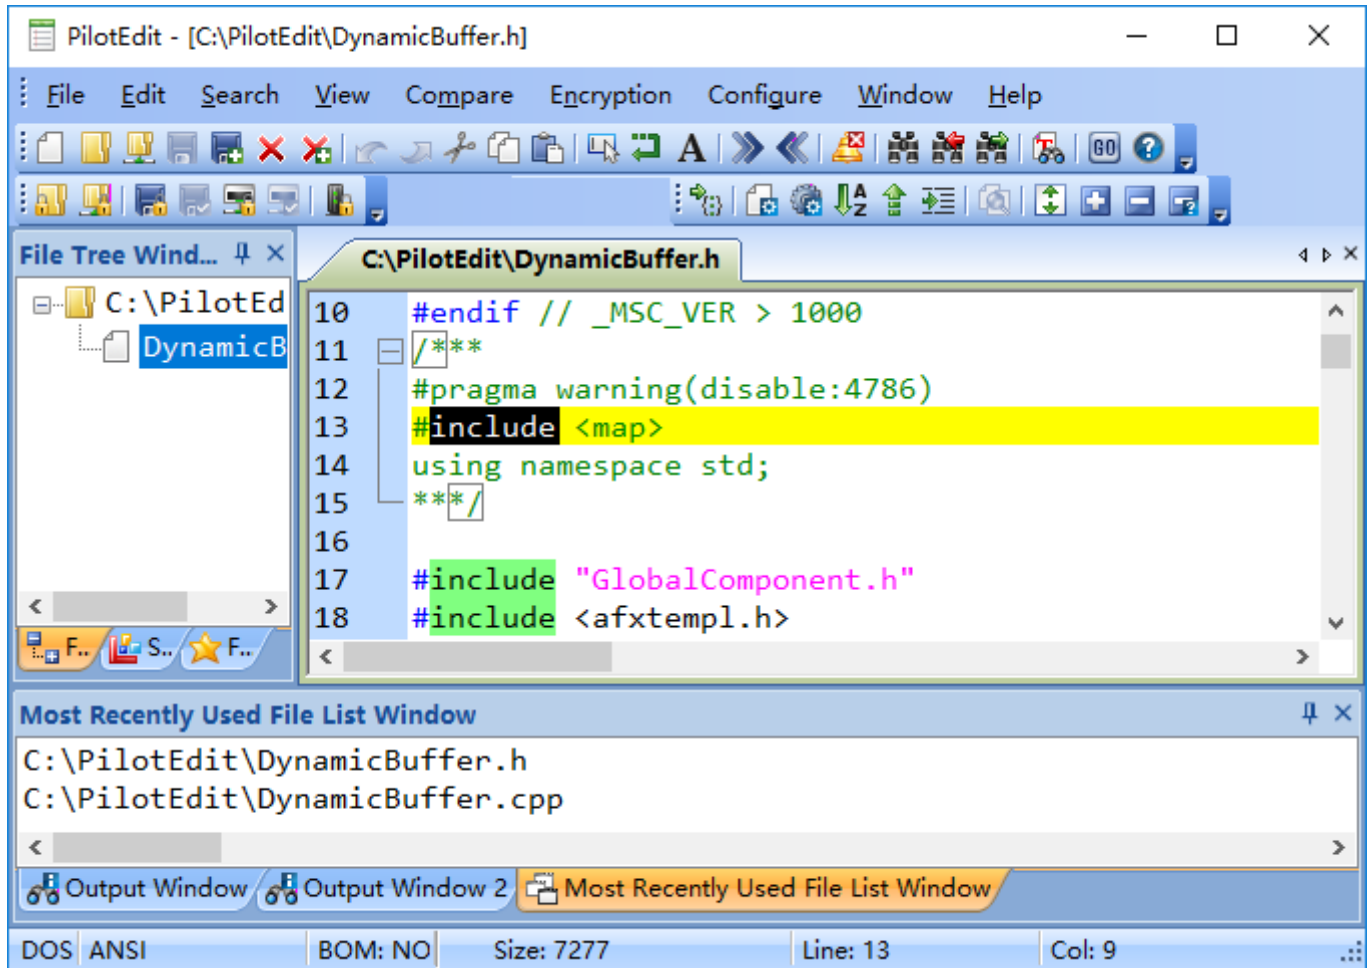 PilotEdit - [C:\PilotEdit\DynamicBuffer.h]
File Edit Search View Compare Encryption Configure Window Help
A GO ?
A Z
File Tree Wind...
C:\PilotEdit\DynamicBuffer.h
C:\PilotEd
DynamicB
10 #endif // _MSC_VER > 1000
11 /***
12 #pragma warning(disable:4786)
13 #include <map>
14 using namespace std;
15 ***/
16
17 #include "GlobalComponent.h"
18 #include <afxtempl.h>
F.. S.. F..
Most Recently Used File List Window
C:\PilotEdit\DynamicBuffer.h
C:\PilotEdit\DynamicBuffer.cpp
Output Window Output Window 2 Most Recently Used File List Window
DOS ANSI BOM: NO Size: 7277 Line: 13 Col: 9